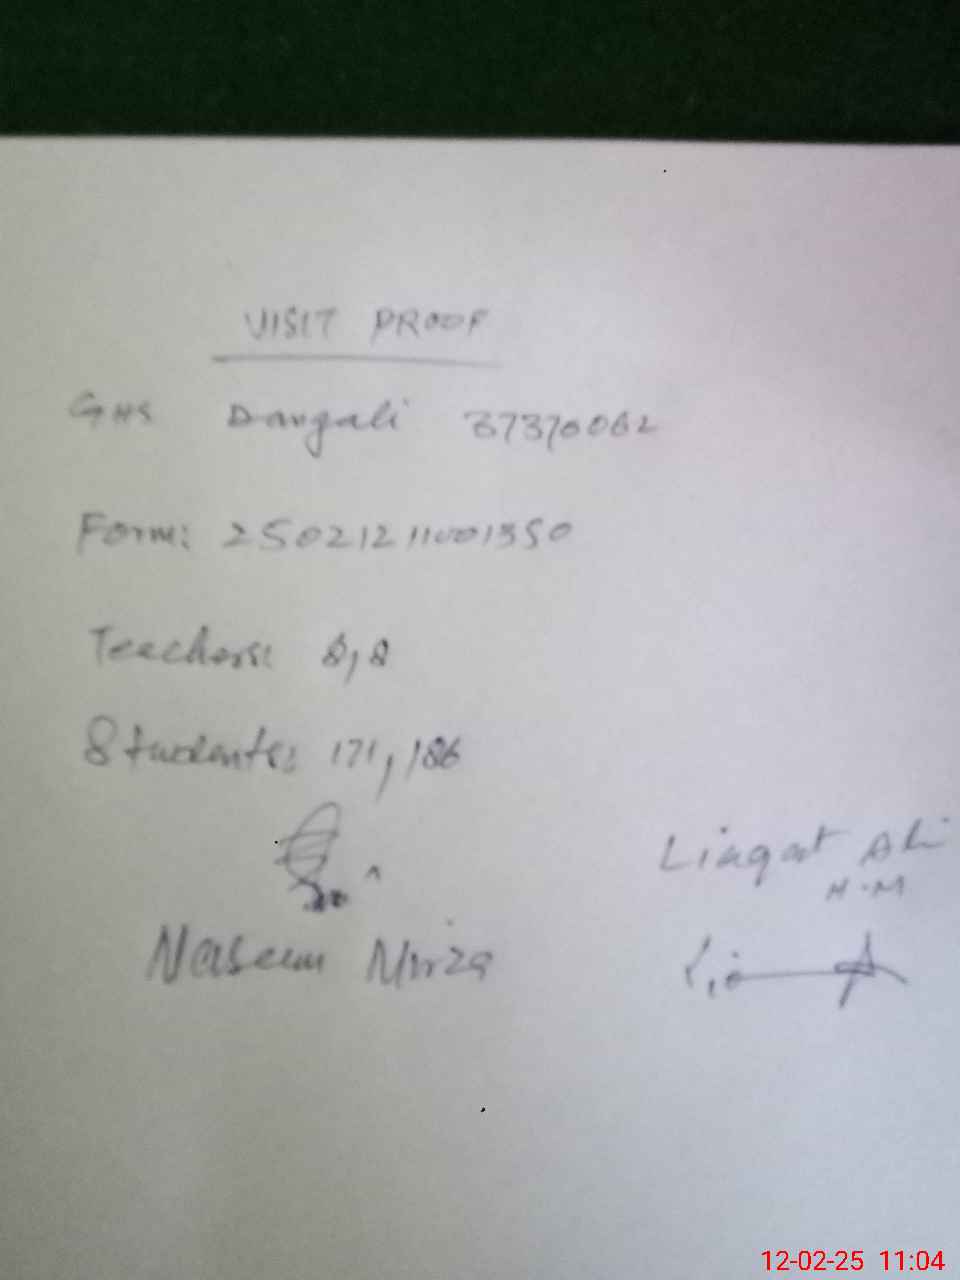 VISIT PROOF
GHS Dangali 37370062
Form: 25021211001350
Teachers: 8, 8
Students: 171, 186
Liaqat Ali
H.M
Naseem Mirza
12-02-25 11:04